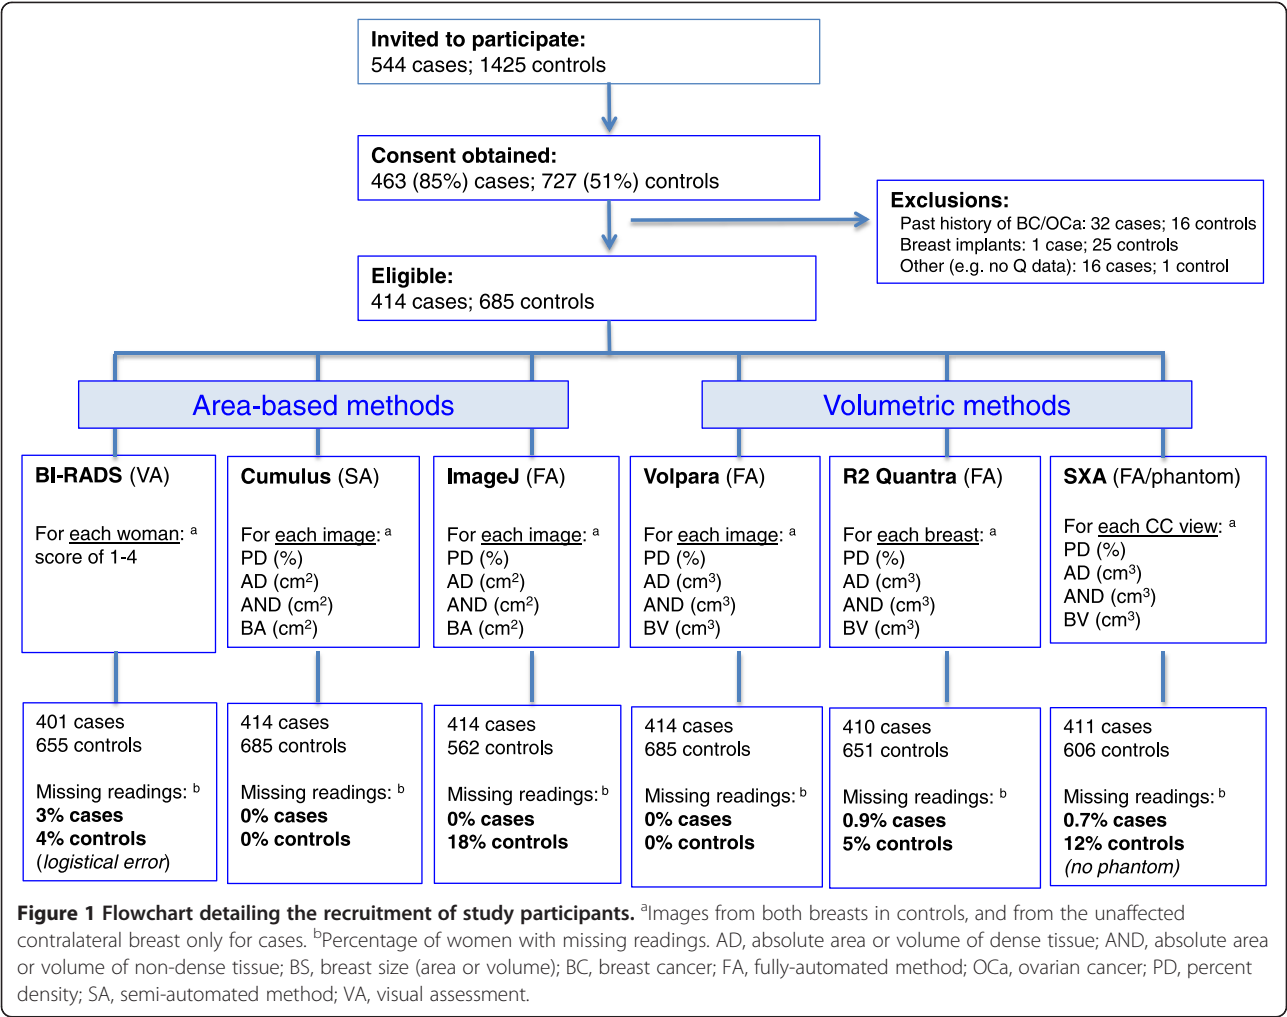 Invited to participate:
544 cases; 1425 controls
Consent obtained:
463 (85%) cases; 727 (51%) controls
Exclusions:
Past history of BC/OCa: 32 cases; 16 controls
Breast implants: 1 case; 25 controls
Other (e.g. no Q data): 16 cases; 1 control
Eligible:
414 cases; 685 controls
Area-based methods
Volumetric methods
BI-RADS (VA)
For each woman: a
score of 1-4
Cumulus (SA)
For each image: a
PD (%)
AD (cm²)
AND (cm²)
BA (cm²)
ImageJ (FA)
For each image: a
PD (%)
AD (cm²)
AND (cm²)
BA (cm²)
Volpara (FA)
For each image: a
PD (%)
AD (cm³)
AND (cm³)
BV (cm³)
R2 Quantra (FA)
For each breast: a
PD (%)
AD (cm³)
AND (cm³)
BV (cm³)
SXA (FA/phantom)
For each CC view: a
PD (%)
AD (cm³)
AND (cm³)
BV (cm³)
401 cases
655 controls
Missing readings: b
3% cases
4% controls
(logistical error)
414 cases
685 controls
Missing readings: b
0% cases
0% controls
414 cases
562 controls
Missing readings: b
0% cases
18% controls
414 cases
685 controls
Missing readings: b
0% cases
0% controls
410 cases
651 controls
Missing readings: b
0.9% cases
5% controls
411 cases
606 controls
Missing readings: b
0.7% cases
12% controls
(no phantom)
Figure 1 Flowchart detailing the recruitment of study participants. aImages from both breasts in controls, and from the unaffected
contralateral breast only for cases. bPercentage of women with missing readings. AD, absolute area or volume of dense tissue; AND, absolute area
or volume of non-dense tissue; BS, breast size (area or volume); BC, breast cancer; FA, fully-automated method; OCa, ovarian cancer; PD, percent
density; SA, semi-automated method; VA, visual assessment.